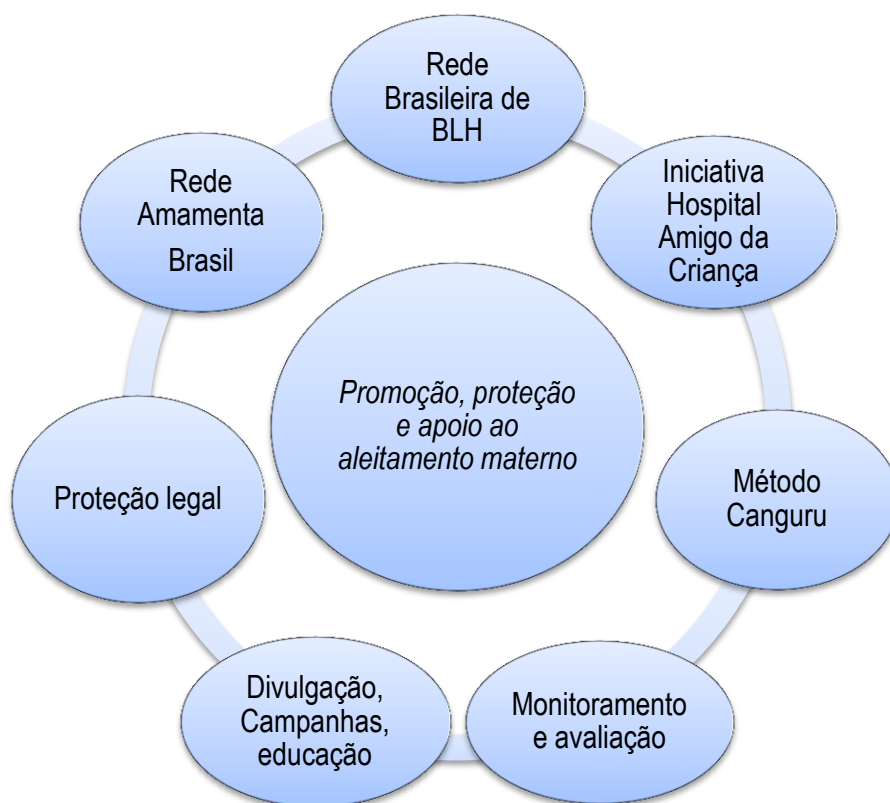 Rede
Brasileira de
BLH
Iniciativa
Hospital
Amigo da
Criança
Método
Canguru
Monitoramento
e avaliação
Divulgação,
Campanhas,
educação
Proteção legal
Rede
Amamenta
Brasil
Promoção, proteção
e apoio ao
aleitamento materno